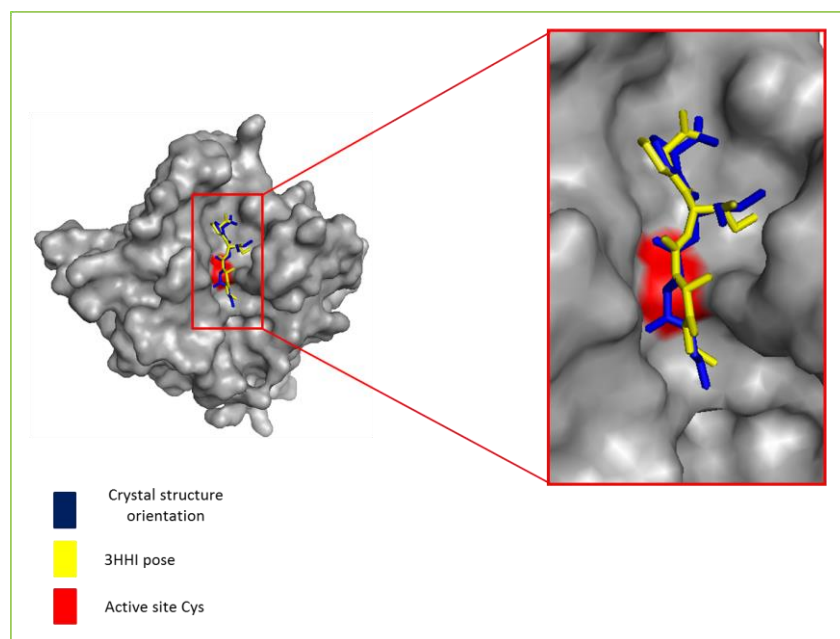 Crystal structure
orientation
3HHI pose
Active site Cys